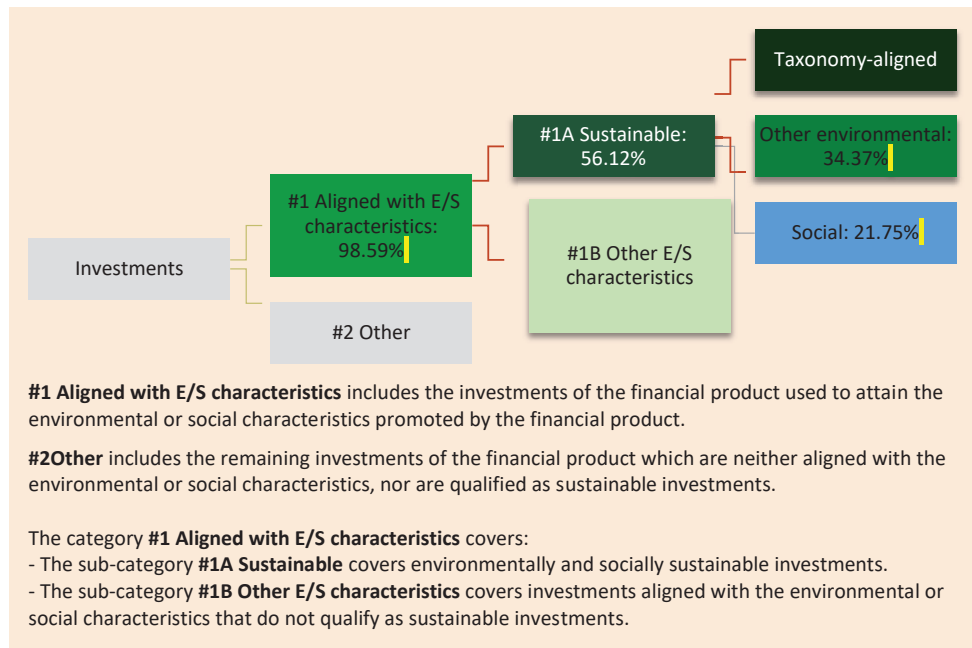 Taxonomy-aligned
#1A Sustainable:
56.12%
Other environmental:
34.37%
#1 Aligned with E/S
characteristics:
98.59%
Social: 21.75%
#1B Other E/S
characteristics
Investments
#2 Other
#1 Aligned with E/S characteristics includes the investments of the financial product used to attain the
environmental or social characteristics promoted by the financial product.
#2Other includes the remaining investments of the financial product which are neither aligned with the
environmental or social characteristics, nor are qualified as sustainable investments.
The category #1 Aligned with E/S characteristics covers:
- The sub-category #1A Sustainable covers environmentally and socially sustainable investments.
- The sub-category #1B Other E/S characteristics covers investments aligned with the environmental or
social characteristics that do not qualify as sustainable investments.